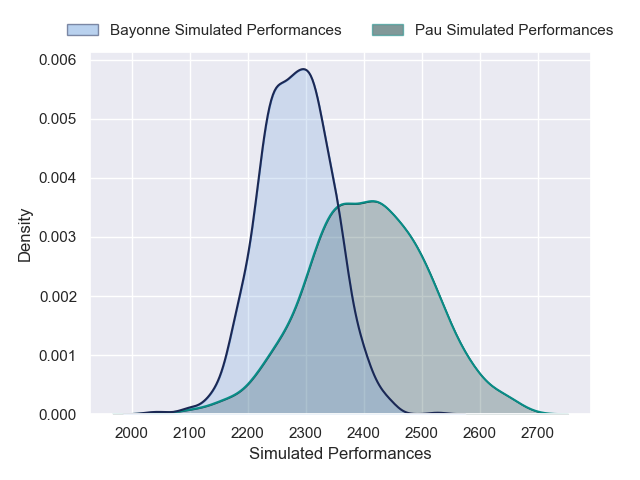 Bayonne Simulated Performances Pau Simulated Performances
0.006
0.005
0.004
0.003
0.002
0.001
0.000
Density
2000 2100 2200 2300 2400 2500 2600 2700
Simulated Performances